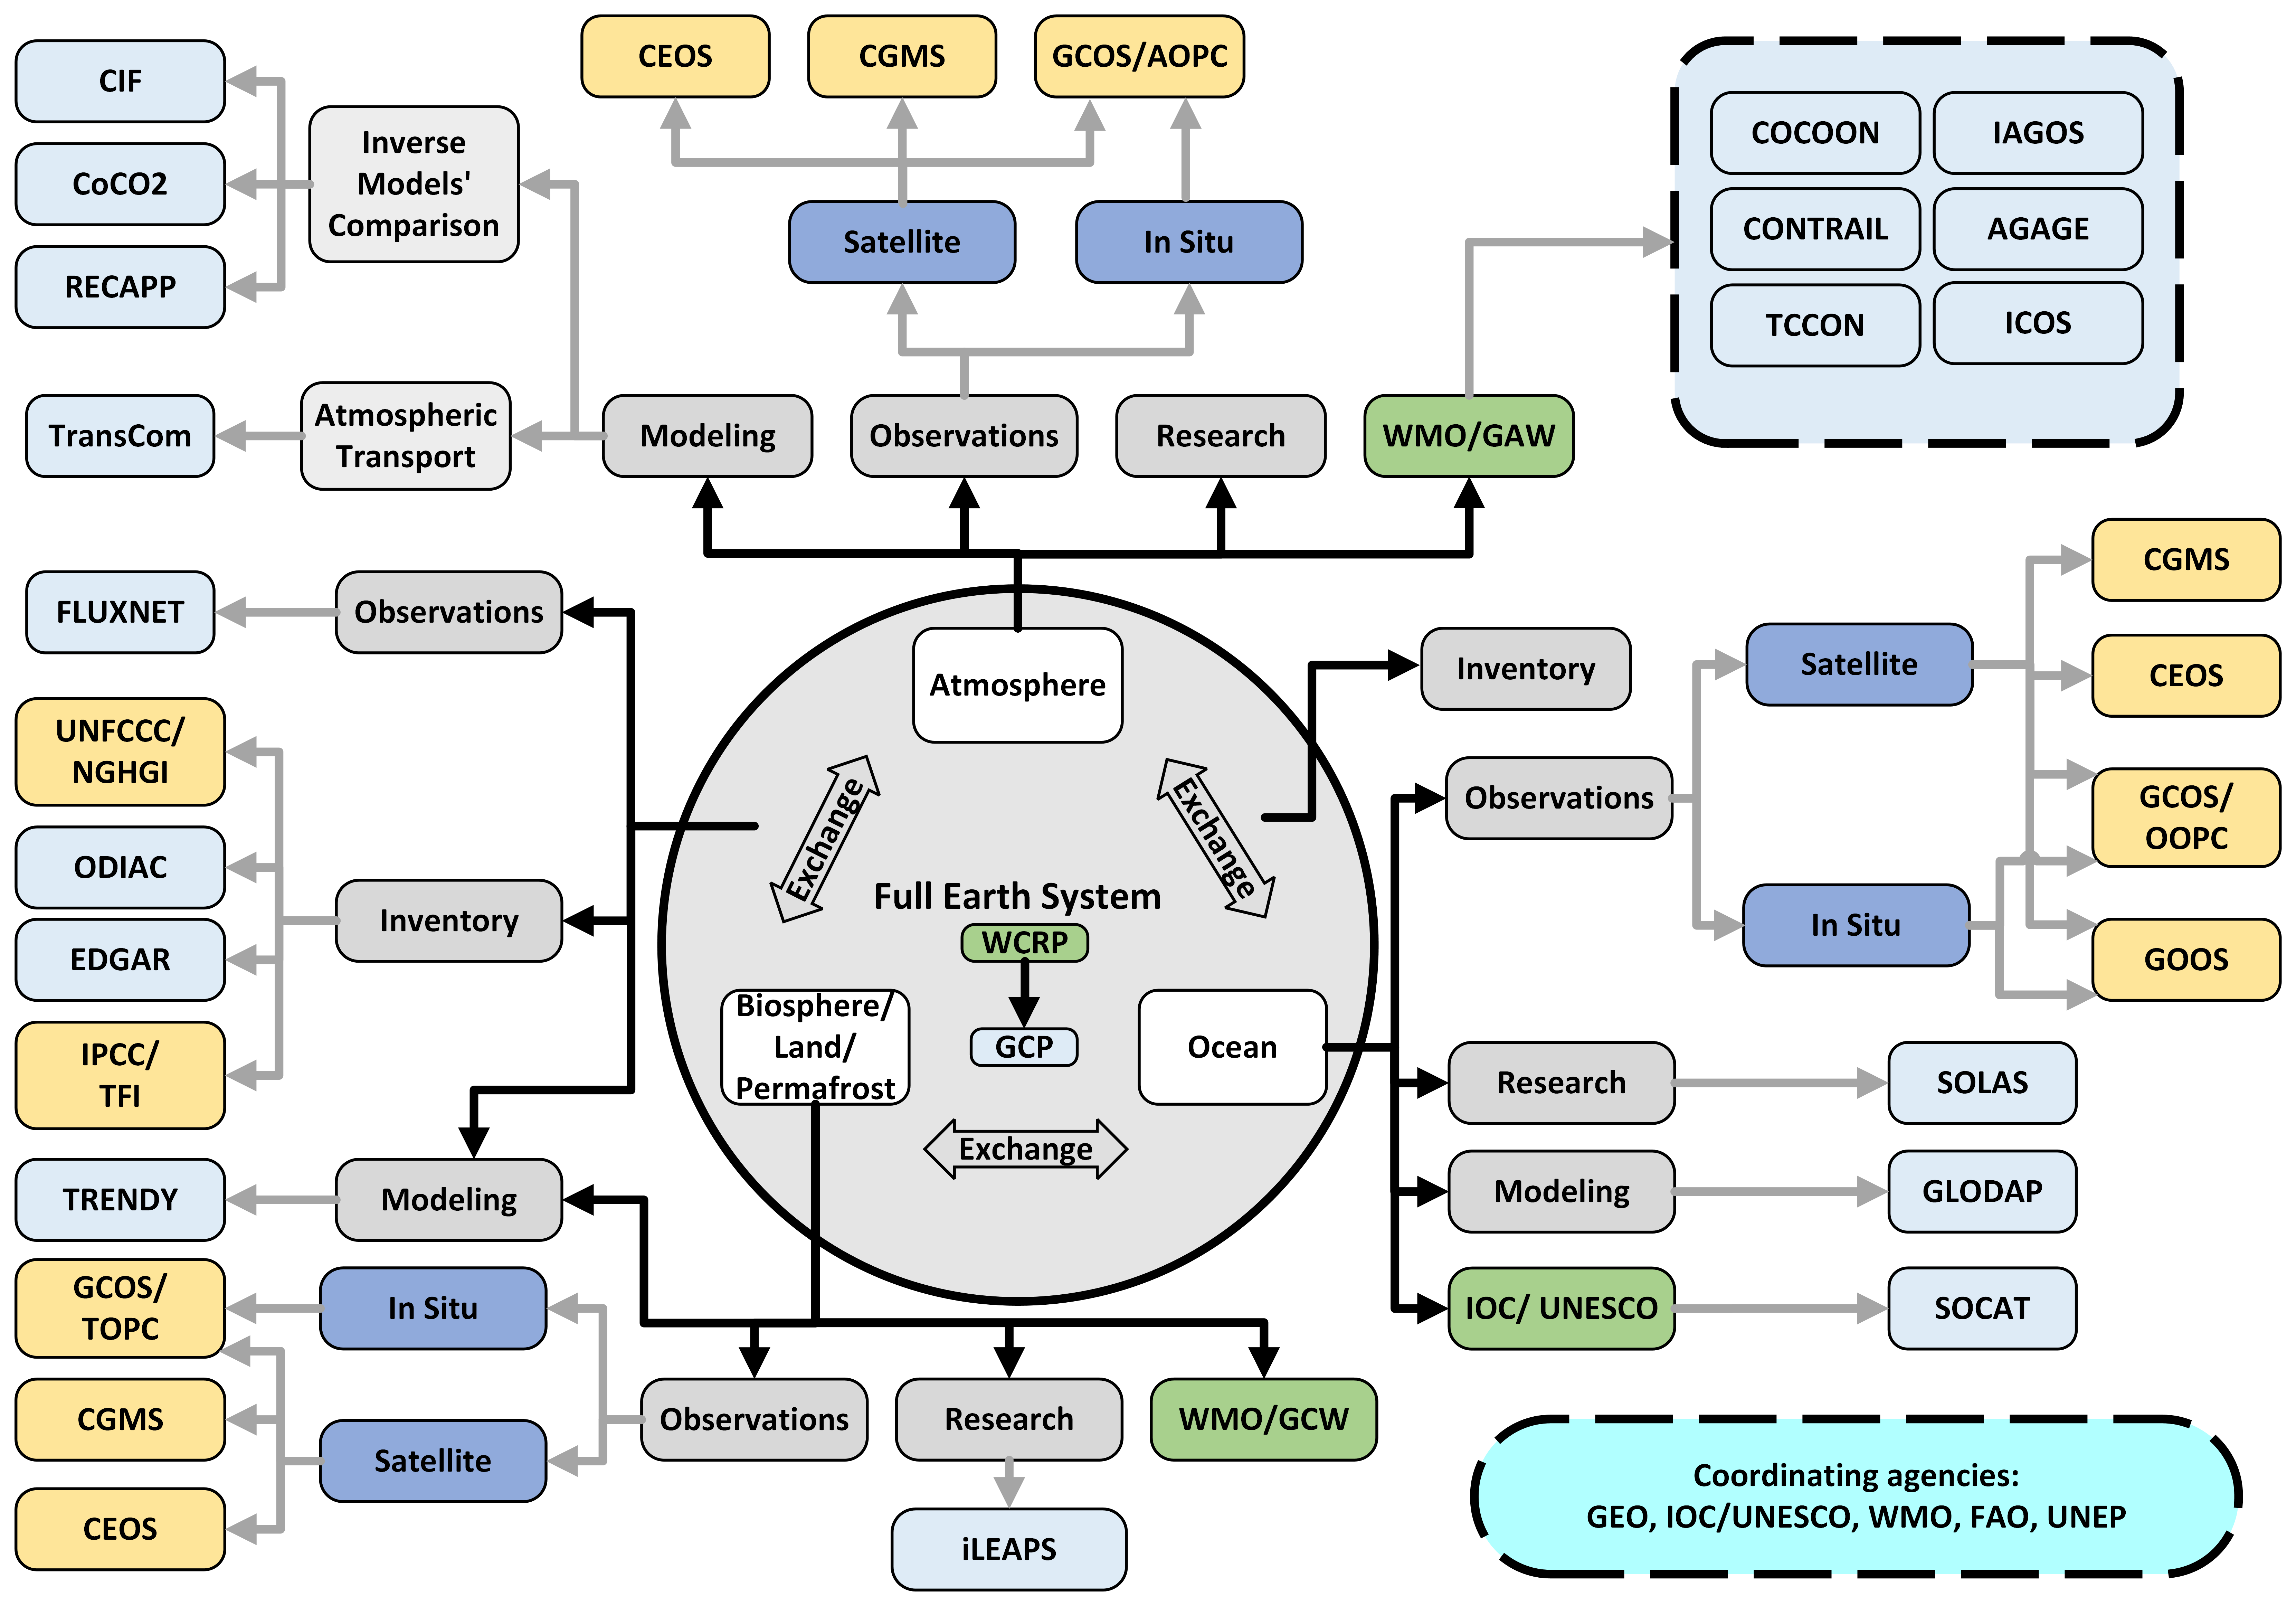 CEOS
CGMS
GCOS/AOPC
CIF
CoCO2
RECAPP
Inverse
Models'
Comparison
Satellite
In Situ
COCOON
IAGOS
CONTRAIL
AGAGE
TCCON
ICOS
TransCom
Atmospheric
Transport
Modeling
Observations
Research
WMO/GAW
FLUXNET
Observations
UNFCCC/
NGHGI
ODIAC
EDGAR
IPCC/
TFI
Inventory
TRENDY
Modeling
Atmosphere
Exchange
Exchange
Full Earth System
WCRP
GCP
Biosphere/
Land/
Permafrost
Ocean
Exchange
Inventory
Observations
Satellite
In Situ
CGMS
CEOS
GCOS/
OOPC
GOOS
Research
SOLAS
Modeling
GLODAP
IOC/ UNESCO
SOCAT
GCOS/
TOPC
CGMS
CEOS
In Situ
Satellite
Observations
Research
WMO/GCW
iLEAPS
Coordinating agencies:
GEO, IOC/UNESCO, WMO, FAO, UNEP